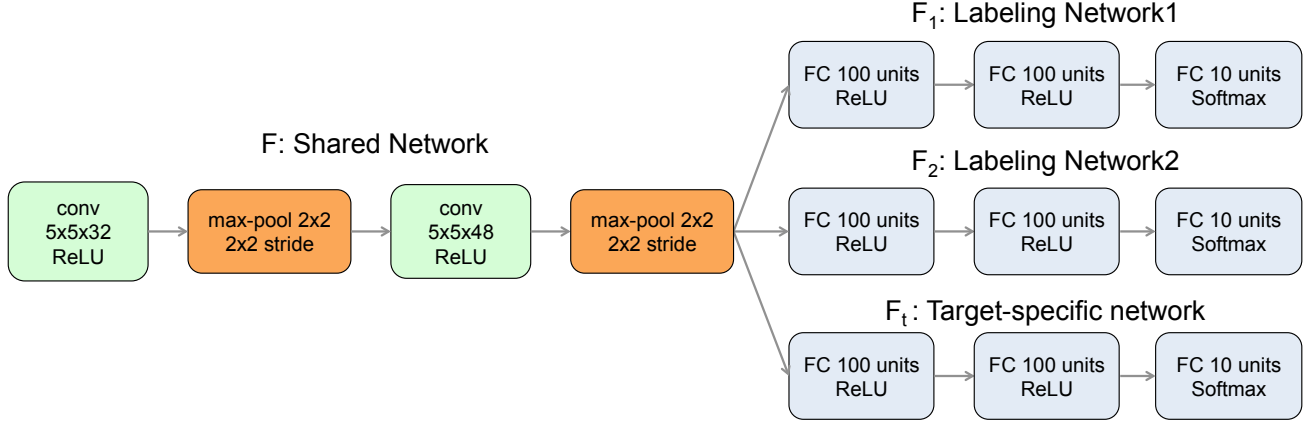 F₁: Labeling Network1
FC 100 units
ReLU
FC 100 units
ReLU
FC 10 units
Softmax
F: Shared Network
conv
5x5x32
ReLU
max-pool 2x2
2x2 stride
conv
5x5x48
ReLU
max-pool 2x2
2x2 stride
F₂: Labeling Network2
FC 100 units
ReLU
FC 100 units
ReLU
FC 10 units
Softmax
Fₜ: Target-specific network
FC 100 units
ReLU
FC 100 units
ReLU
FC 10 units
Softmax